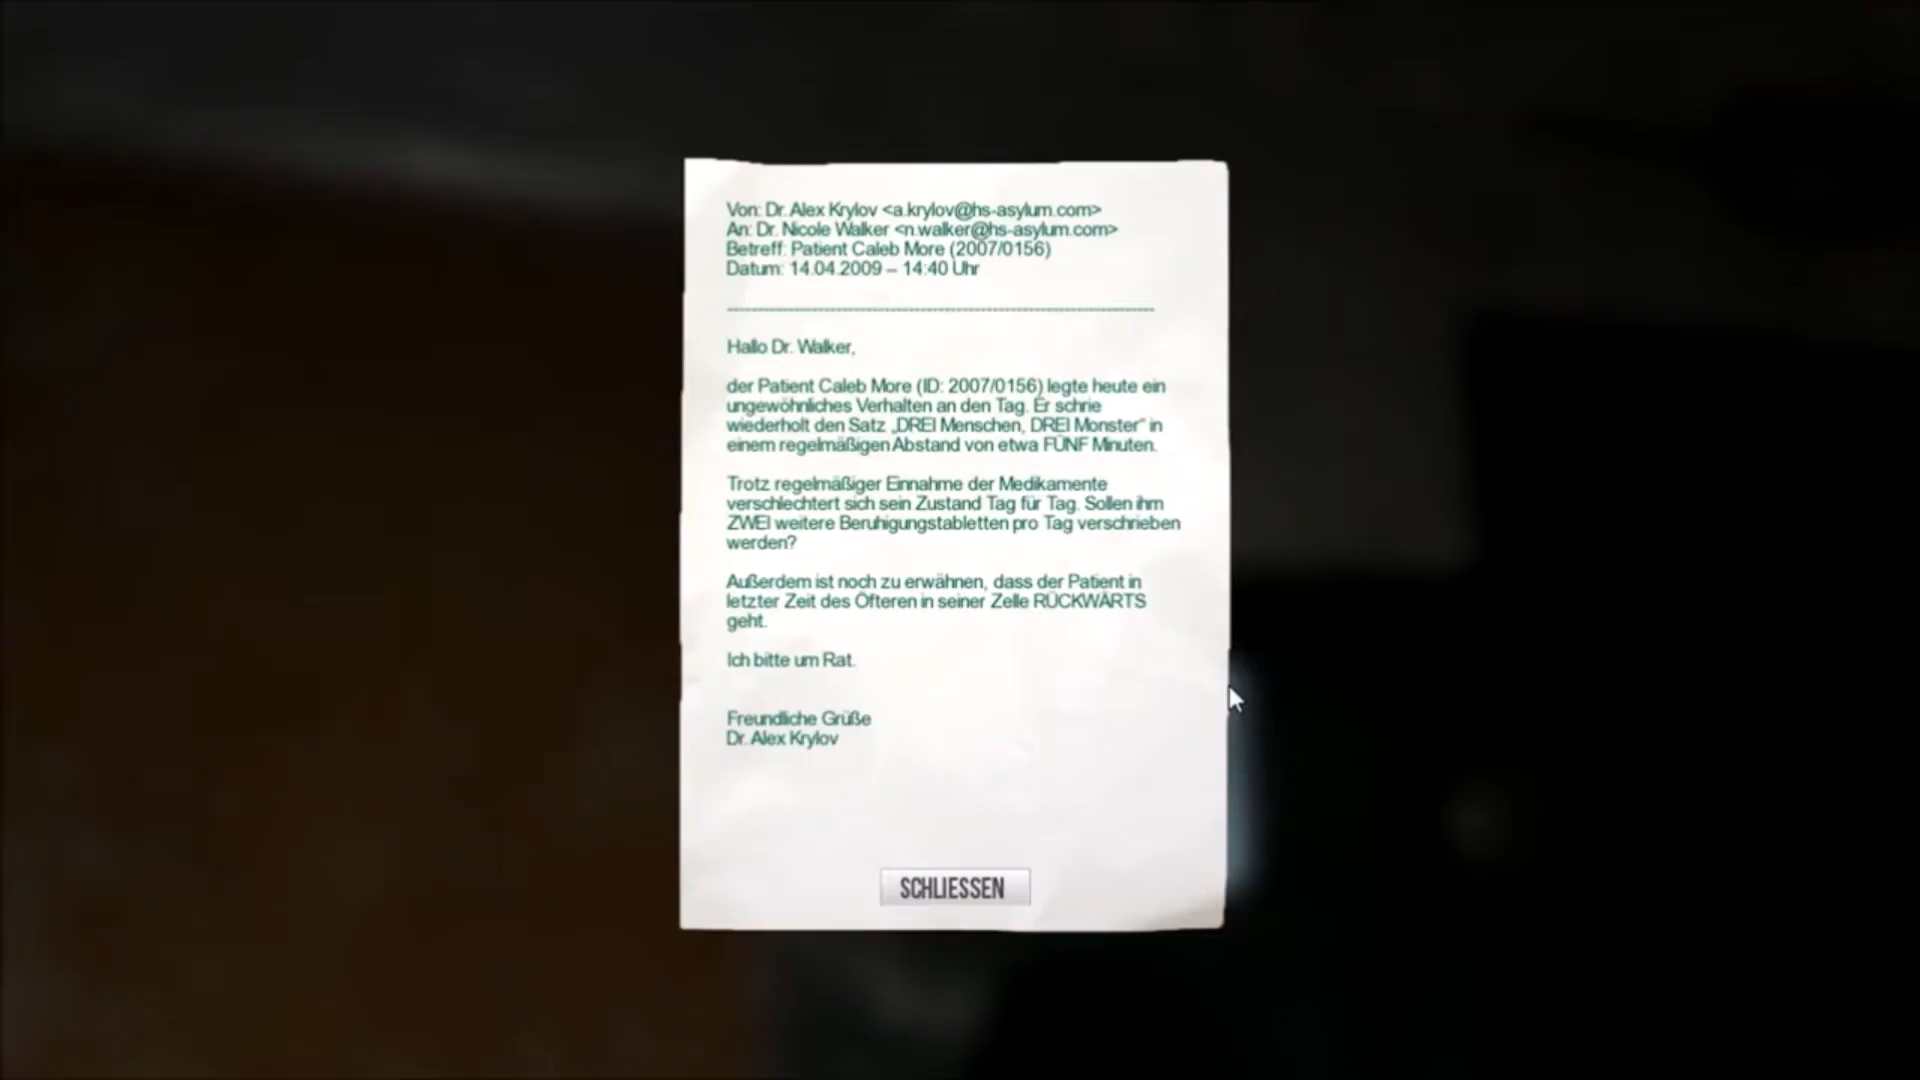 Von: Dr. Alex Krylov <a.krylov@hs-asylum.com>
An: Dr. Nicole Walker <n.walker@hs-asylum.com>
Betreff: Patient Caleb More (2007/0156)
Datum: 14.04.2009 – 14:40 Uhr
Hallo Dr. Walker,
der Patient Caleb More (ID: 2007/0156) legte heute ein
ungewöhnliches Verhalten an den Tag. Er schrie
wiederholt den Satz „DREI Menschen, DREI Monster“ in
einem regelmäßigen Abstand von etwa FÜNF Minuten.
Trotz regelmäßiger Einnahme der Medikamente
verschlechtert sich sein Zustand Tag für Tag. Sollen ihm
ZWEI weitere Beruhigungstabletten pro Tag verschrieben
werden?
Außerdem ist noch zu erwähnen, dass der Patient in
letzter Zeit des Öfteren in seiner Zelle RÜCKWÄRTS
geht.
Ich bitte um Rat.
Freundliche Grüße
Dr. Alex Krylov
SCHLIESSEN